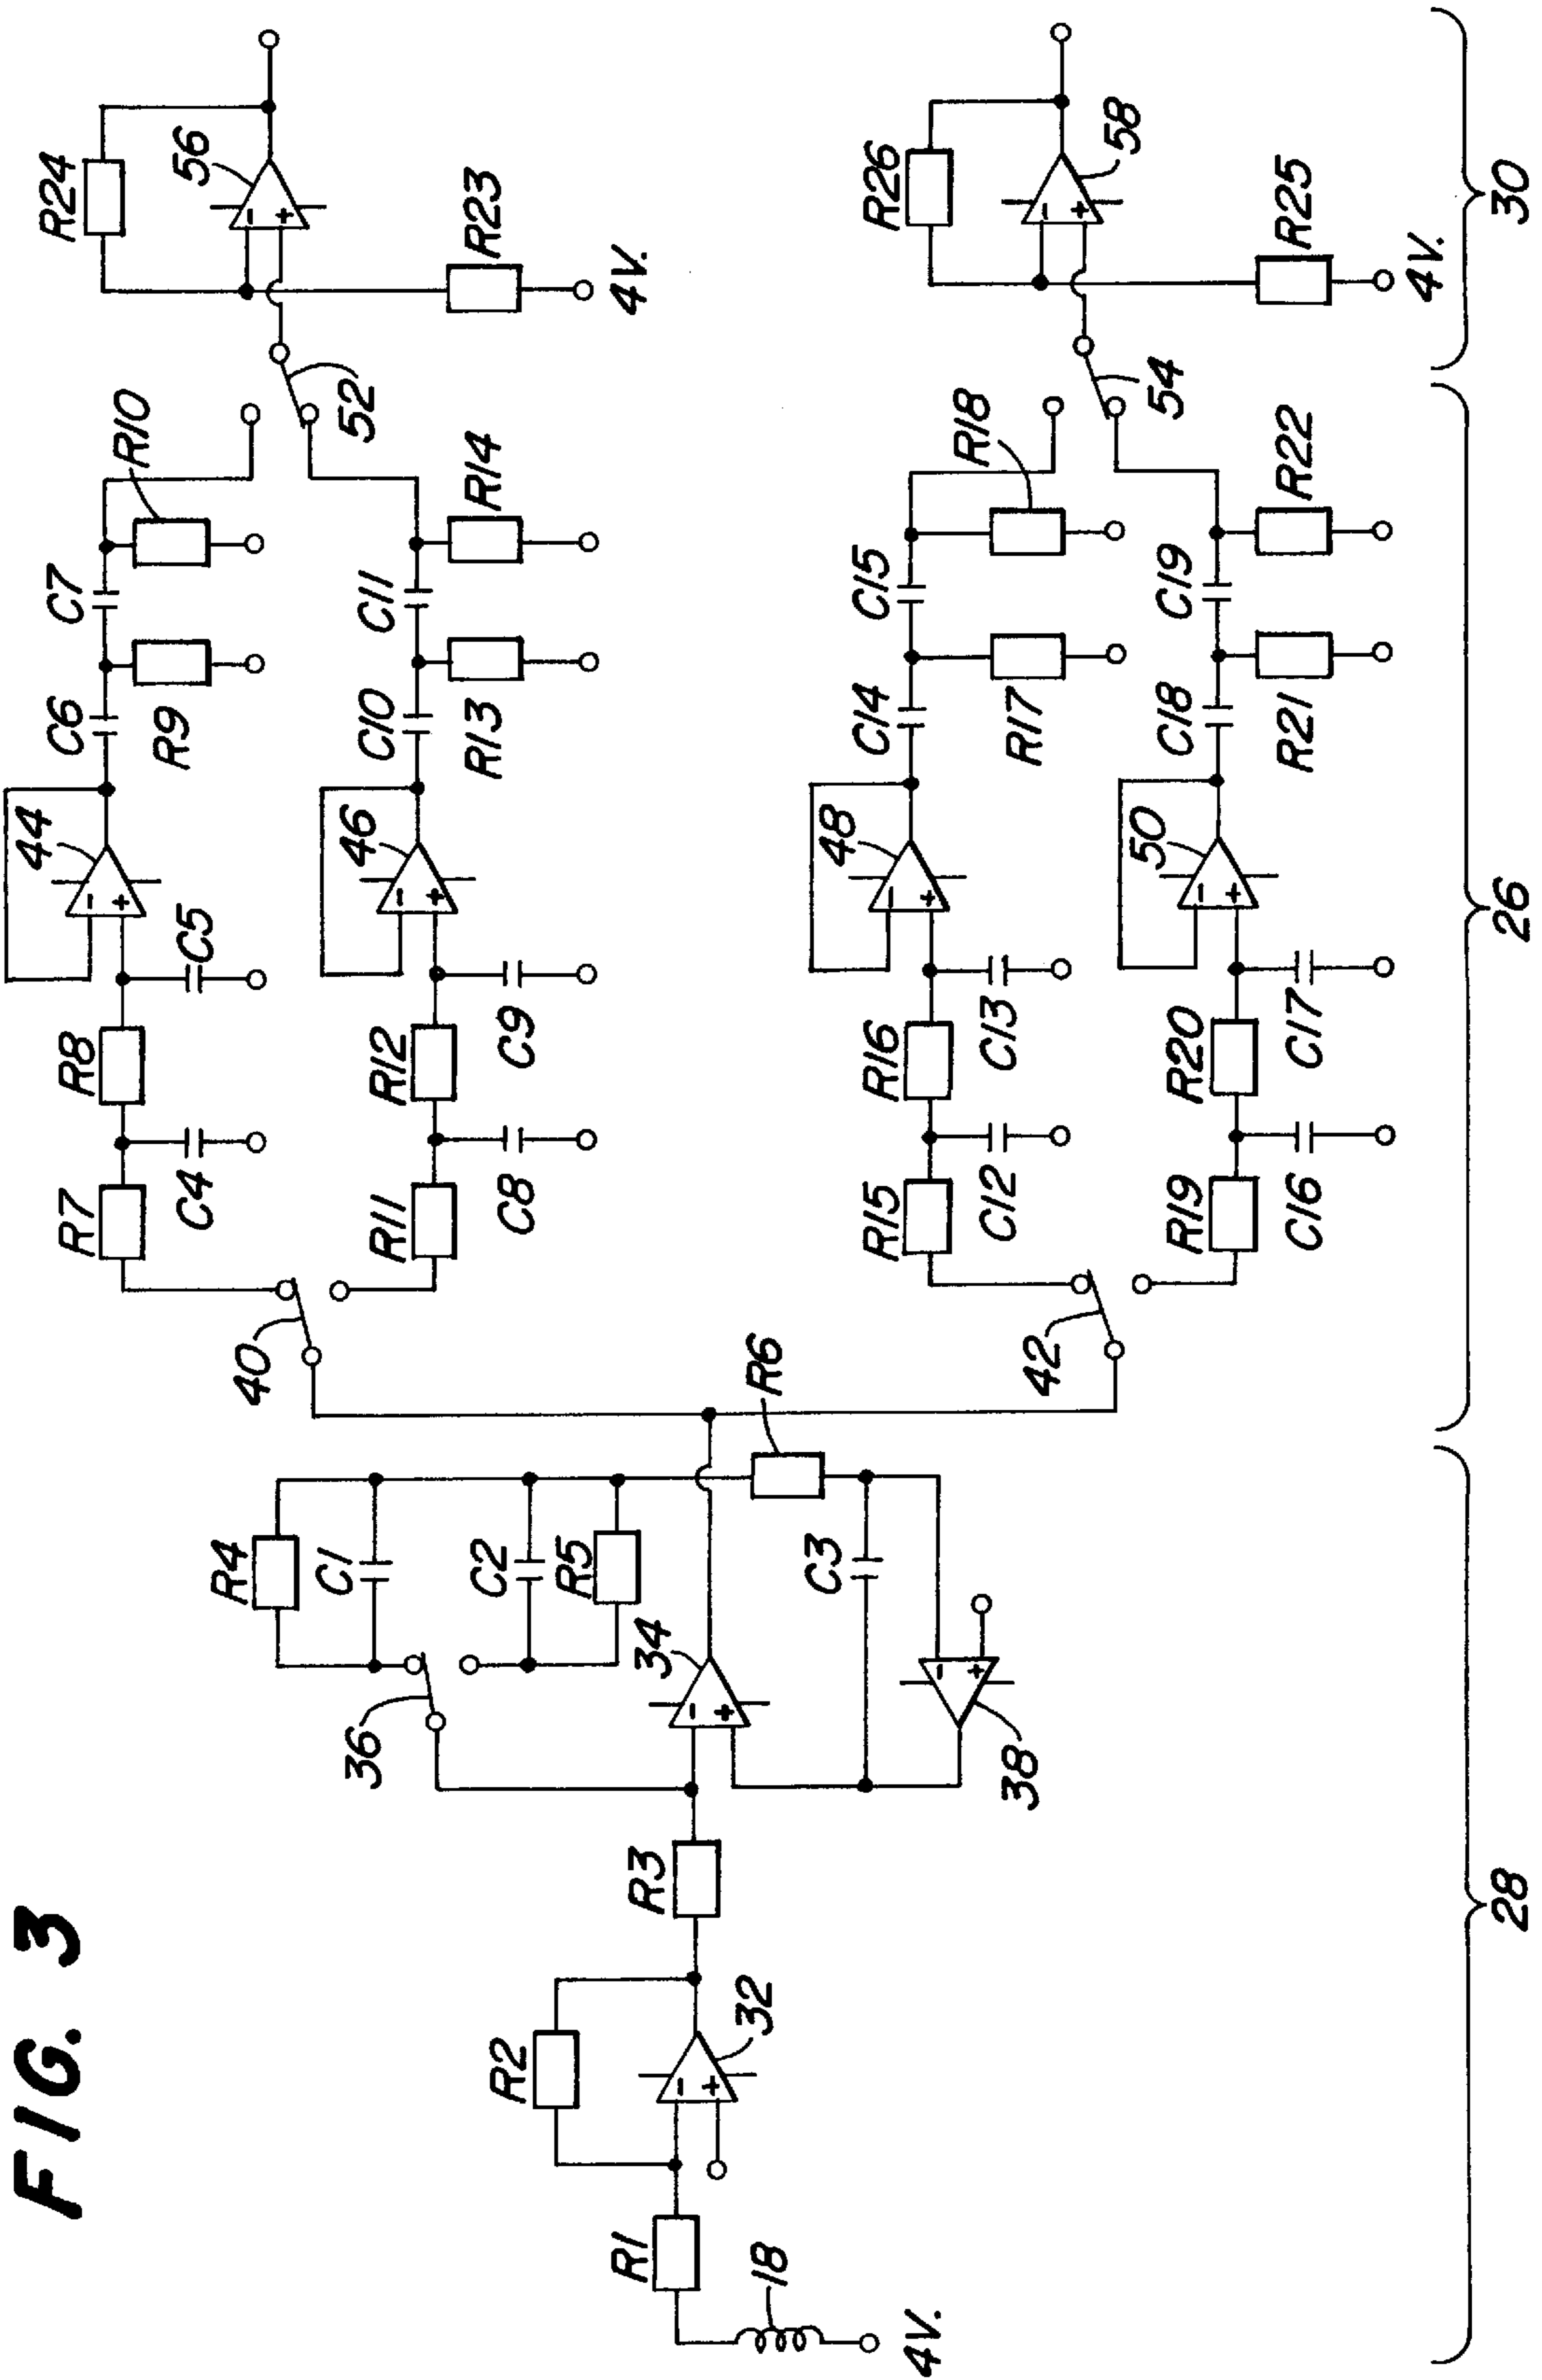 FIG. 3
4V.
18
R1
R2
32
R3
36
R4
C1
C2
R5
34
C3
38
R6
28
40
42
R7
C4
R8
C5
44
C6
R9
C7
R10
R11
C8
R12
C9
46
C10
R13
C11
R14
R15
C12
R16
C13
48
C14
R17
C15
R18
R19
C16
R20
C17
50
C18
R21
C19
R22
26
52
54
R24
56
R23
4V.
R26
58
R25
4V.
30
-
+
-
+
-
+
-
+
-
+
-
+
-
+
-
+
-
+